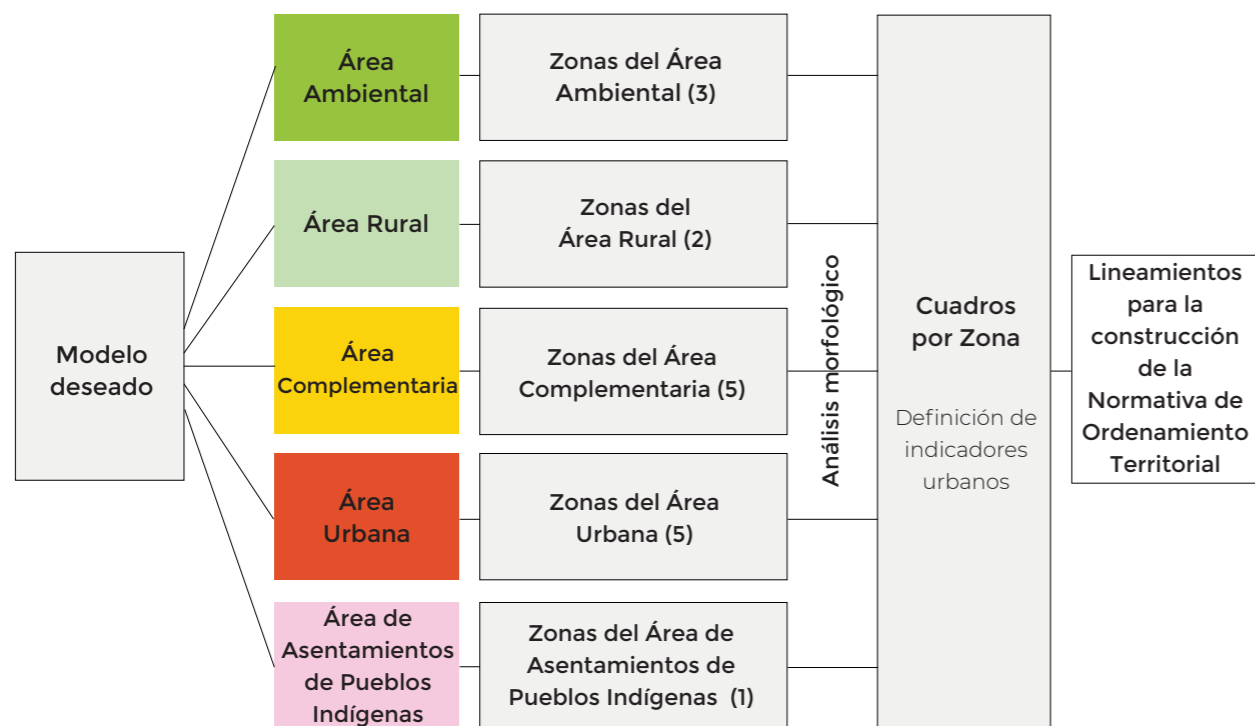 Modelo
deseado
Área
Ambiental
Zonas del Área
Ambiental (3)
Área Rural
Zonas del
Área Rural (2)
Área
Complementaria
Zonas del Área
Complementaria (5)
Área
Urbana
Zonas del Área
Urbana (5)
Área de
Asentamientos
de Pueblos
Indígenas
Zonas del Área de
Asentamientos de
Pueblos Indígenas (1)
Análisis morfológico
Cuadros
por Zona
Definición de
indicadores
urbanos
Lineamientos
para la
construcción
de la
Normativa de
Ordenamiento
Territorial